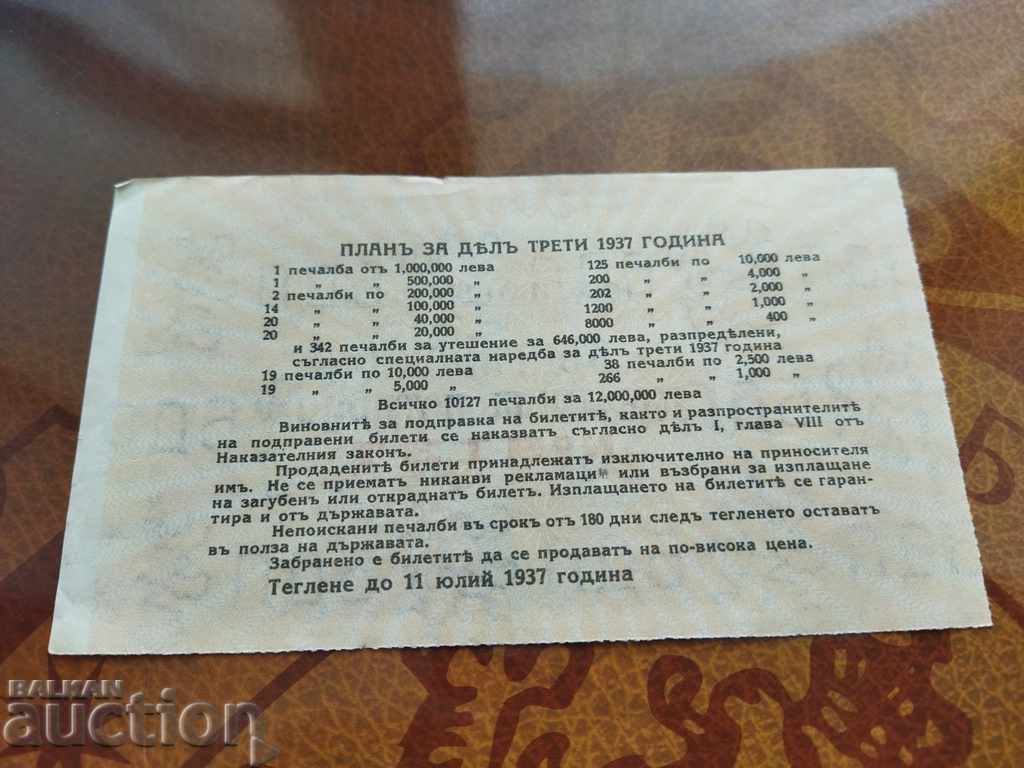 ПЛАНЪ ЗА ДѢЛЪ ТРЕТИ 1937 ГОДИНА
1 печалба отъ 1,000,000 лева 125 печалби по 10,000 лева
1 „ „ 500,000 „ 200 „ „ 4,000 „
2 печалби по 200,000 „ 202 „ „ 2,000 „
14 „ „ 100,000 „ 1200 „ „ 1,000 „
20 „ „ 40,000 „ 8000 „ „ 400 „
20 „ „ 20,000 „
и 342 печалби за утешение за 646,000 лева, разпредѣлени,
съгласно специалната наредба за дѣлъ трети 1937 година
19 печалби по 10,000 лева 38 печалби по 2,500 лева
19 „ „ 5,000 „ 266 „ „ 1,000 „
Всичко 10127 печалби за 12,000,000 лева
Виновнитѣ за подправка на билетитѣ, както и разпространителитѣ
на подправени билети се наказватъ съгласно дѣлъ I, глава VIII отъ
Наказателния законъ.
Продаденитѣ билети принадлежатъ изключително на приносителя
имъ. Не се приематъ никакви рекламации или възбрани за изплащане
на загубенъ или откраднатъ билетъ. Изплащането на билетитѣ се гаран-
тира и отъ държавата.
Непоискани печалби въ срокъ отъ 180 дни следъ тегленето оставатъ
въ полза на държавата.
Забранено е билетитѣ да се продаватъ на по-висока цена.
Теглене до 11 юлий 1937 година
BALKAN
auction